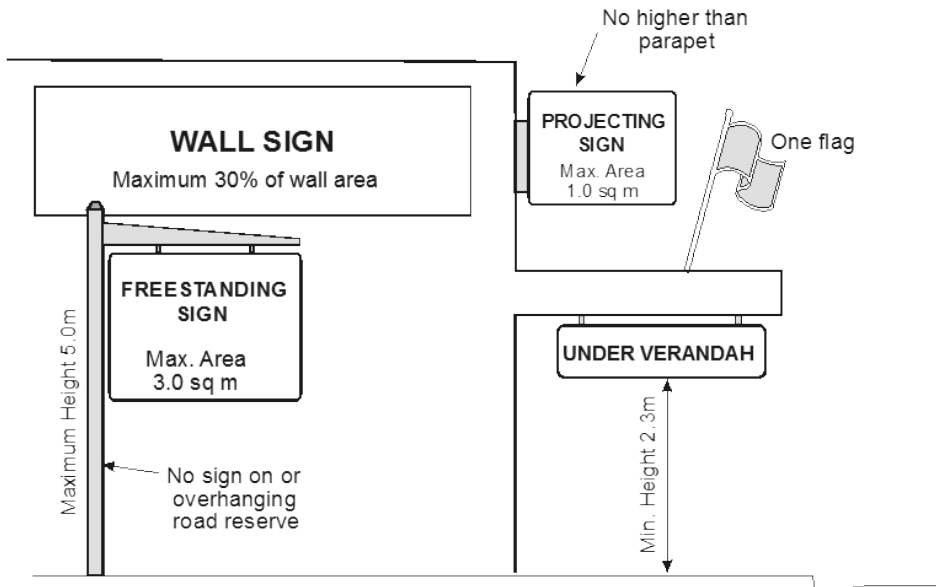 No higher than
parapet
WALL SIGN
Maximum 30% of wall area
PROJECTING
SIGN
Max. Area
1.0 sq m
One flag
FREESTANDING
SIGN
Max. Area
3.0 sq m
UNDER VERANDAH
Maximum Height 5.0m
No sign on or
overhanging
road reserve
Min. Height 2.3m